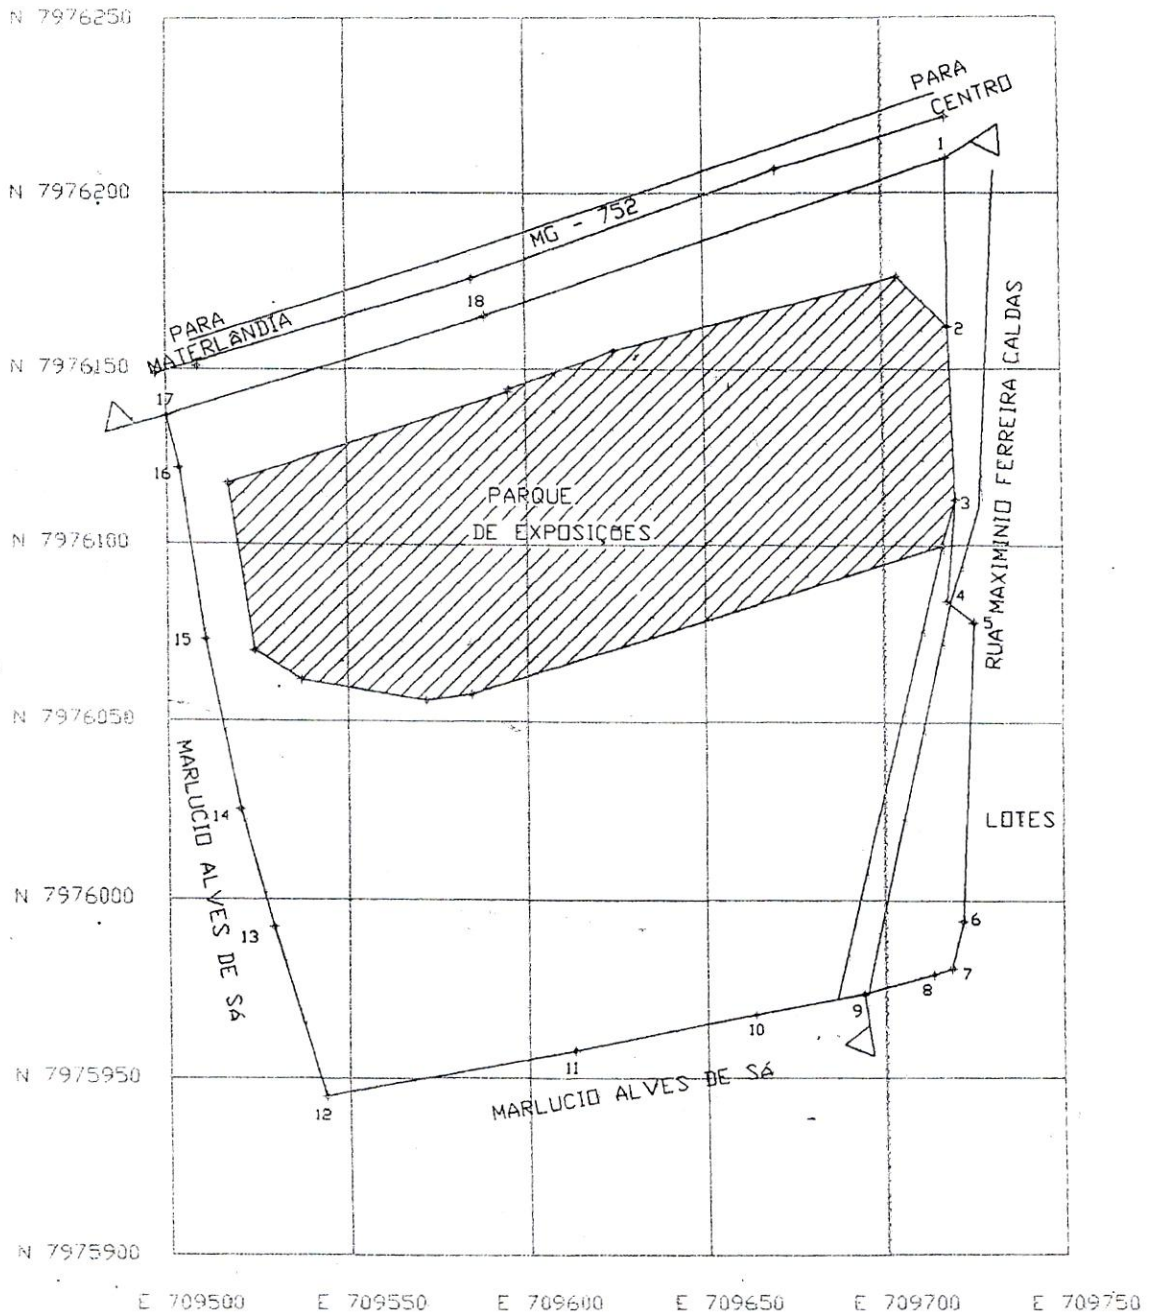 N 7976250
PARA
CENTRO
1
N 7976200
MG - 752
18
PARA
MATERLÂNDIA
2
N 7976150
17
16
RUA MAXIMINIO FERREIRA CALDAS
PARQUE
DE EXPOSIÇÕES
3
N 7976100
4
5
15
N 7976050
MARLUCIO ALVES DE SÁ
14
LOTES
N 7976000
13
6
7
8
9
10
11
N 7975950
12
MARLUCIO ALVES DE SÁ
N 7975900
E 709500
E 709550
E 709600
E 709650
E 709700
E 709750